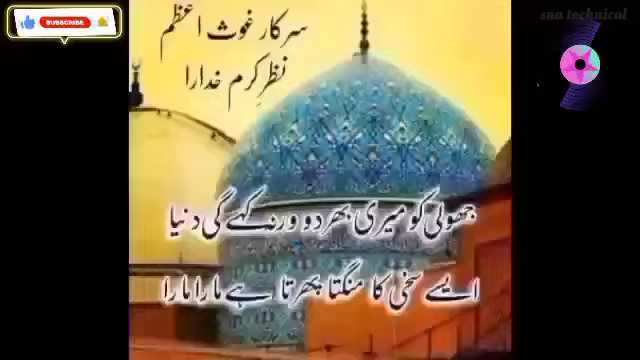 SUBSCRIBE
sna technical
سرکار غوث اعظم
نظرِ کرم خدارا
جھولی کو میری بھر دو ورنہ کہے گی دنیا
ایسے سخی کا منگتا پھرتا ہے مارا مارا